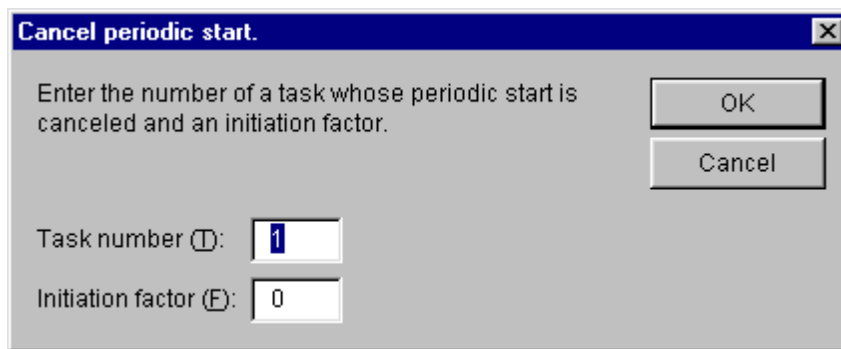 Cancel periodic start.
Enter the number of a task whose periodic start is
canceled and an initiation factor.
OK
Cancel
Task number (T): 1
Initiation factor (F): 0